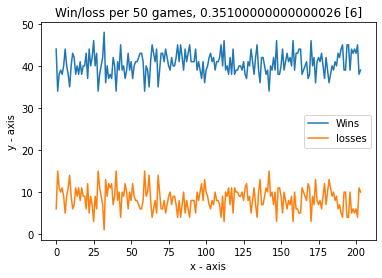 Win/loss per 50 games, 0.35100000000000026 [6]
50
40
30
20
10
0
y - axis
Wins
losses
0 25 50 75 100 125 150 175 200
x - axis